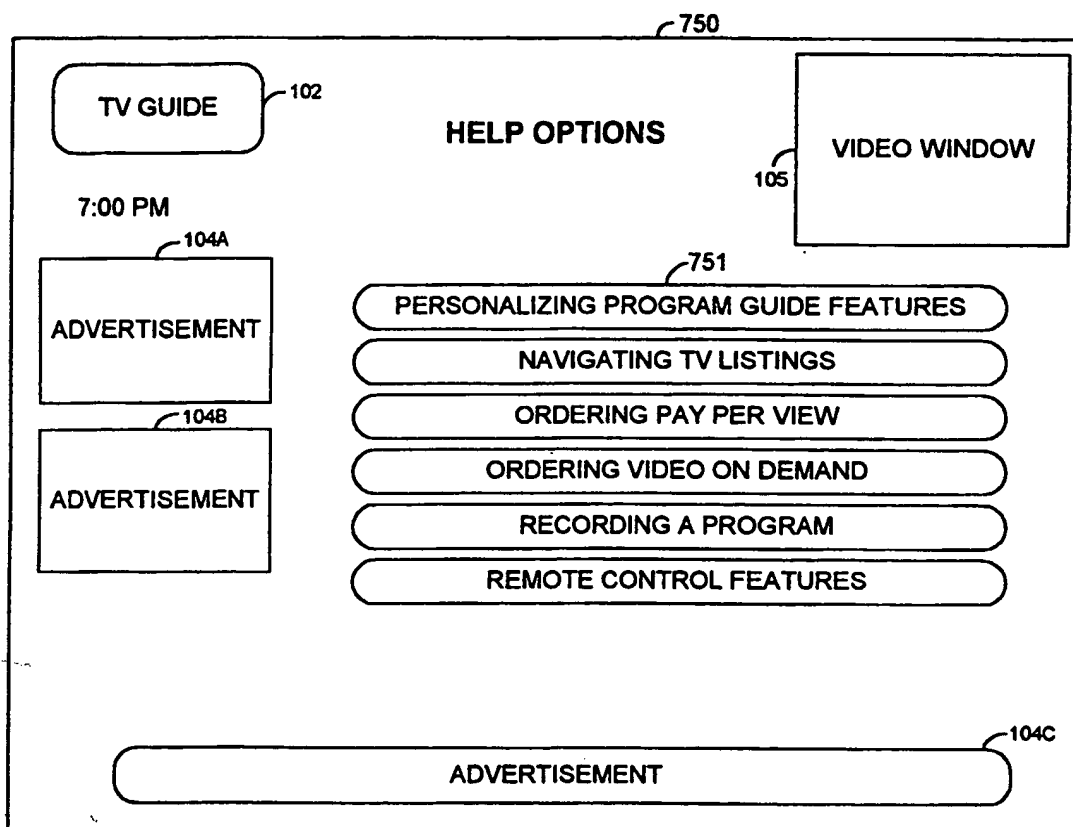 750
TV GUIDE
102
HELP OPTIONS
VIDEO WINDOW
105
7:00 PM
104A
ADVERTISEMENT
751
PERSONALIZING PROGRAM GUIDE FEATURES
NAVIGATING TV LISTINGS
ORDERING PAY PER VIEW
104B
ADVERTISEMENT
ORDERING VIDEO ON DEMAND
RECORDING A PROGRAM
REMOTE CONTROL FEATURES
104C
ADVERTISEMENT